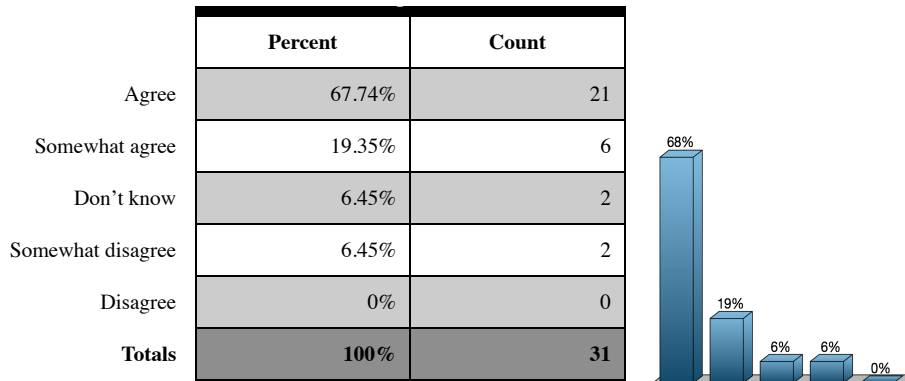 Percent Count
Agree 67.74% 21
Somewhat agree 19.35% 6
Don’t know 6.45% 2
Somewhat disagree 6.45% 2
Disagree 0% 0
Totals 100% 31
68%
19%
6% 6%
0%